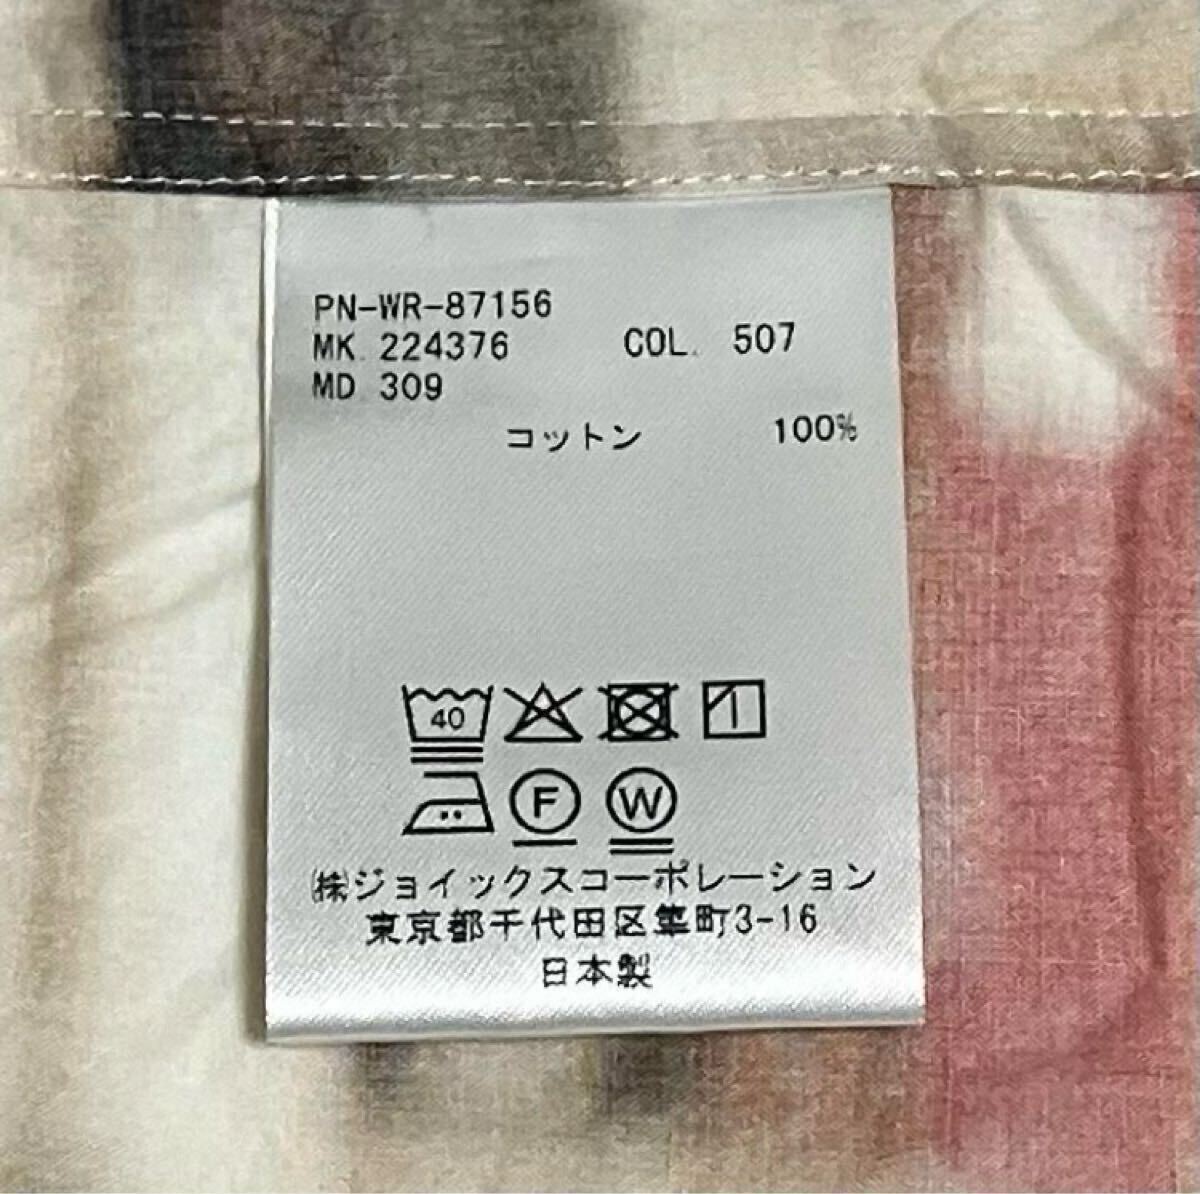 PN-WR-87156
MK. 224376 COL. 507
MD 309
コットン 100%
40
F W
㈱ジョイックスコーポレーション
東京都千代田区隼町3-16
日本製